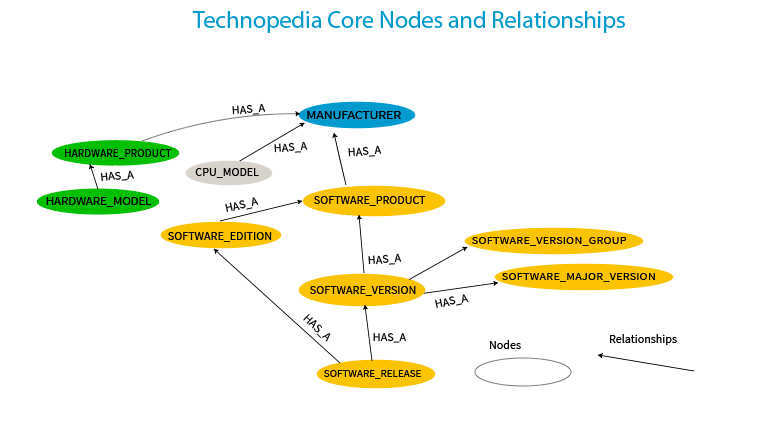 Technopedia Core Nodes and Relationships
HAS_A
MANUFACTURER
HARDWARE_PRODUCT
HAS_A
HAS_A
CPU_MODEL
HAS_A
HARDWARE_MODEL
SOFTWARE_PRODUCT
HAS_A
SOFTWARE_EDITION
SOFTWARE_VERSION_GROUP
HAS_A
SOFTWARE_MAJOR_VERSION
SOFTWARE_VERSION
HAS_A
HAS_A
HAS_A
Relationships
Nodes
SOFTWARE_RELEASE